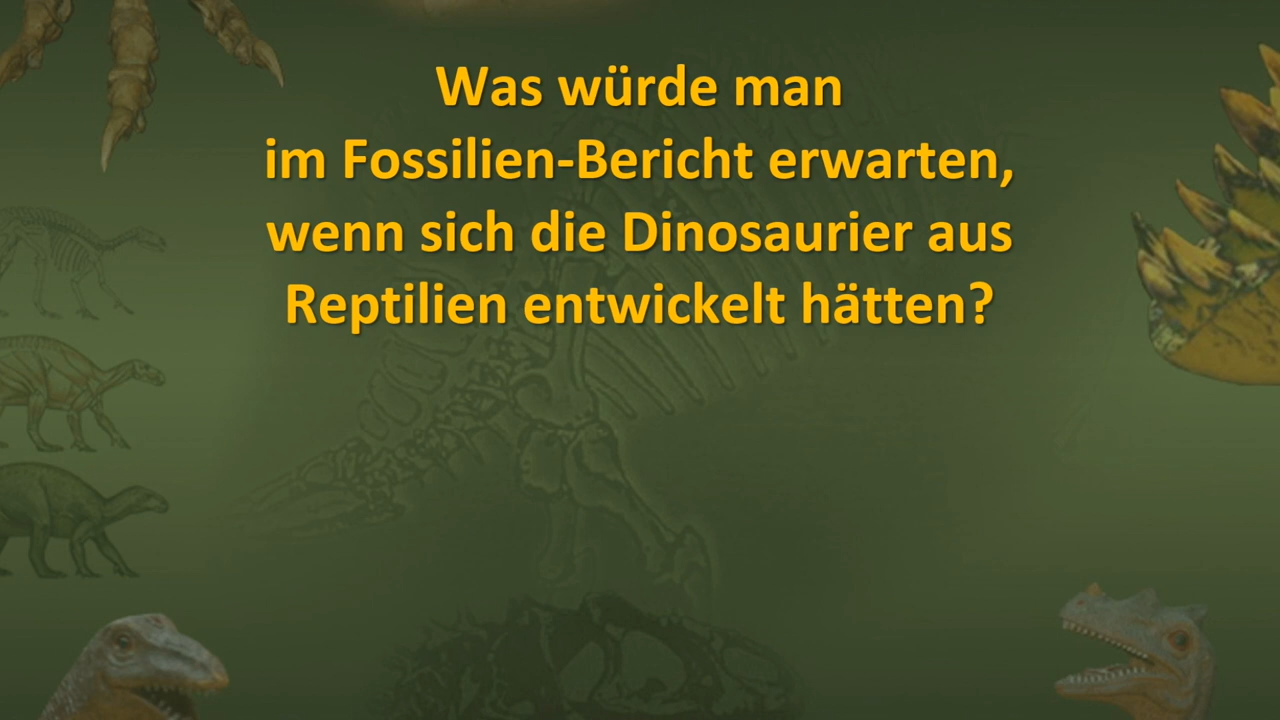 Was würde man
im Fossilien-Bericht erwarten,
wenn sich die Dinosaurier aus
Reptilien entwickelt hätten?